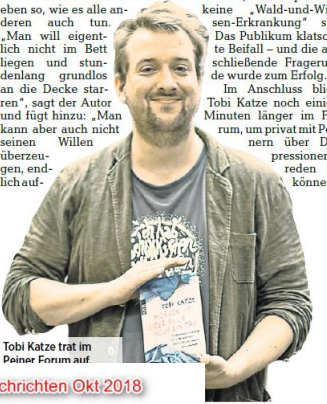 eben so, wie es alle an-
deren auch tun.
„Man will eigent-
lich nicht im Bett
liegen und stun-
denlang grundlos
an die Decke star-
ren“, sagt der Autor
und fügt hinzu: „Man
kann aber auch nicht
seinen Willen
überzeu-
gen, end-
lich auf-
keine „Wald-und-Wi
sen-Erkrankung“ s
Das Publikum klatsc
te Beifall – und die a
schließende Frageru
de wurde zum Erfolg.
Im Anschluss blie
Tobi Katze noch eini
Minuten länger im F
rum, um privat mit Pe
nern über D
pressioner
reden
könne
TOBI KATZE
Tobi Katze trat im
Peiner Forum auf.
chrichten Okt 2018